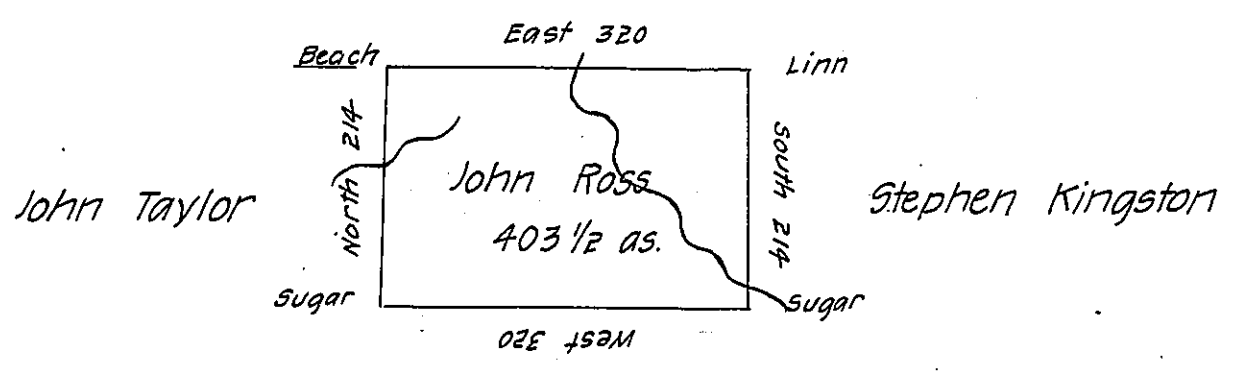 East 320
Beach
Linn
North 214
South 214
John Taylor
John Ross
403 1/2 as.
Stephen Kingston
Sugar
Sugar
West 320